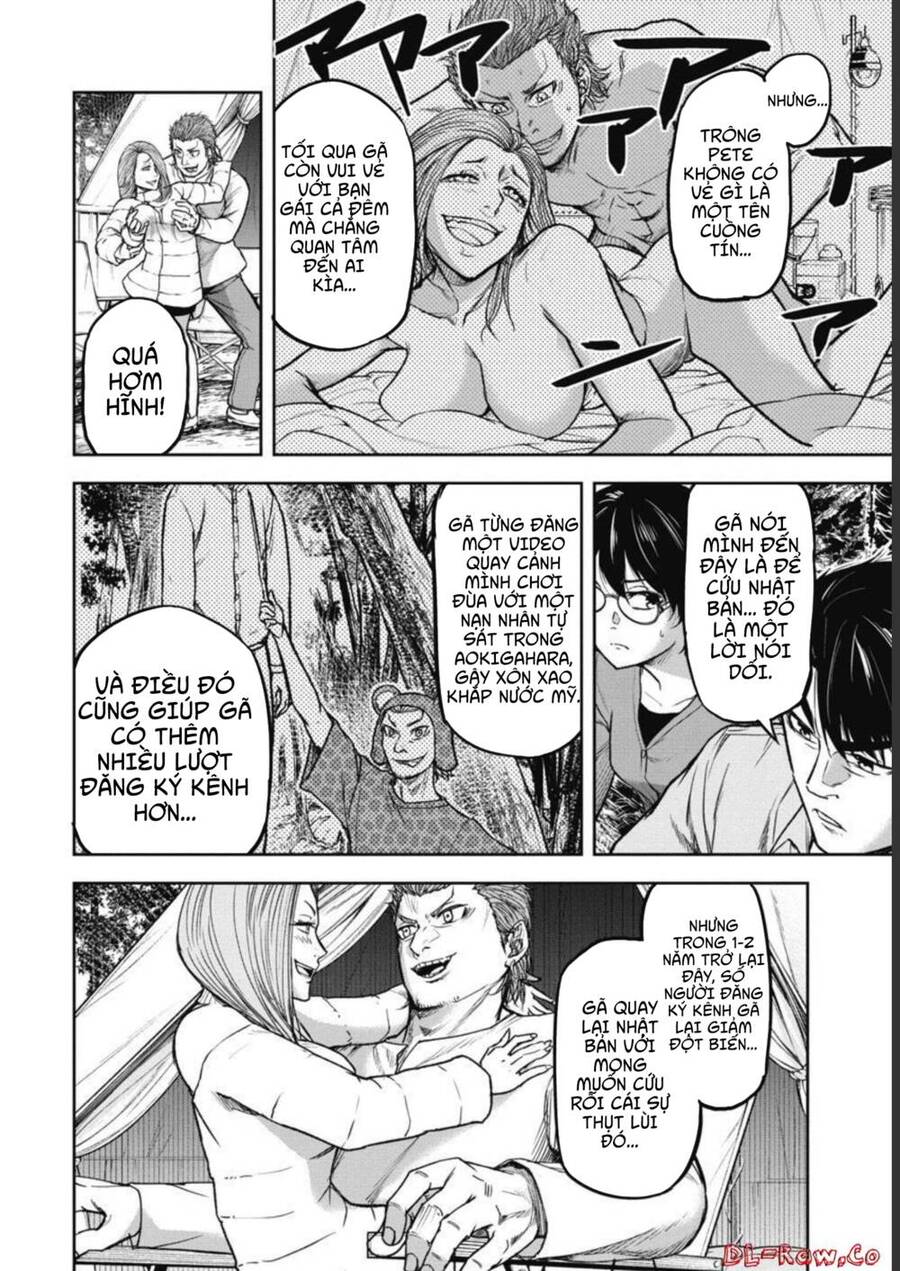 NHƯNG...
TRÔNG
PETE
KHÔNG CÓ
VẺ GÌ LÀ
MỘT TÊN
CUỒNG
TÍN...
TỐI QUA GÃ
CÒN VUI VẺ
VỚI BẠN
GÁI CẢ ĐÊM
MÀ CHẲNG
QUAN TÂM
ĐẾN AI
KÌA...
アアア
アアア
QUÁ
HỢM
HĨNH!
GÃ NÓI
MÌNH ĐẾN
ĐÂY LÀ ĐỂ
CỨU NHẬT
BẢN... ĐÓ
LÀ MỘT
LỜI NÓI
DỐI.
GÃ TỪNG ĐĂNG
MỘT VIDEO
QUAY CẢNH
MÌNH CHƠI
ĐÙA VỚI MỘT
NẠN NHÂN TỰ
SÁT TRONG
AOKIGAHARA,
GÂY XÔN XAO
KHẮP NƯỚC MỸ.
VÀ ĐIỀU ĐÓ
CŨNG GIÚP GÃ
CÓ THÊM
NHIỀU LƯỢT
ĐĂNG KÝ KÊNH
HƠN...
NHƯNG
TRONG 1-2
NĂM TRỞ LẠI
ĐÂY, SỐ
NGƯỜI ĐĂNG
KÝ KÊNH GÃ
LẠI GIẢM
ĐỘT BIẾN...
GÃ QUAY
LẠI NHẬT
BẢN VỚI
MONG
MUỐN CỨU
RỖI CÁI SỰ
THỤT LÙI
ĐÓ...
DL-Raw.Co